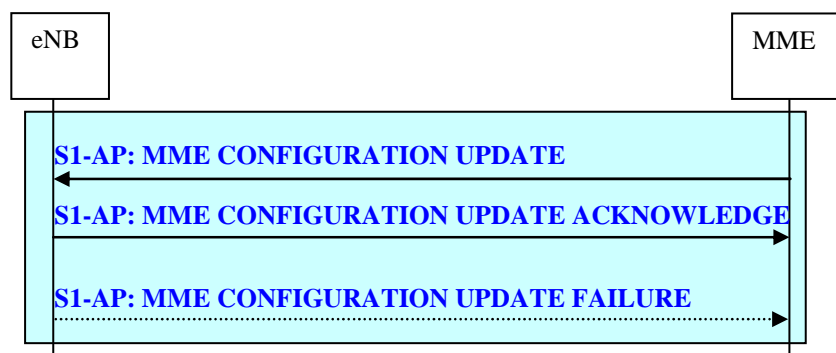 eNB
MME
S1-AP: MME CONFIGURATION UPDATE
S1-AP: MME CONFIGURATION UPDATE ACKNOWLEDGE
S1-AP: MME CONFIGURATION UPDATE FAILURE